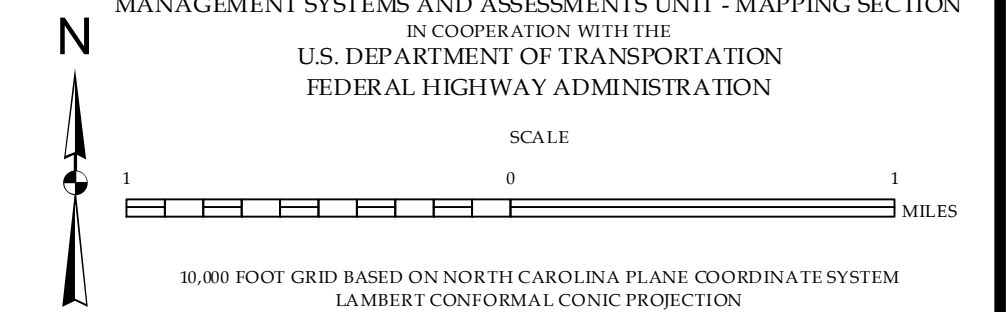 MANAGEMENT SYSTEMS AND ASSESSMENTS UNIT - MAPPING SECTION
N
IN COOPERATION WITH THE
U.S. DEPARTMENT OF TRANSPORTATION
FEDERAL HIGHWAY ADMINISTRATION
SCALE
1 0 1
MILES
10,000 FOOT GRID BASED ON NORTH CAROLINA PLANE COORDINATE SYSTEM
LAMBERT CONFORMAL CONIC PROJECTION